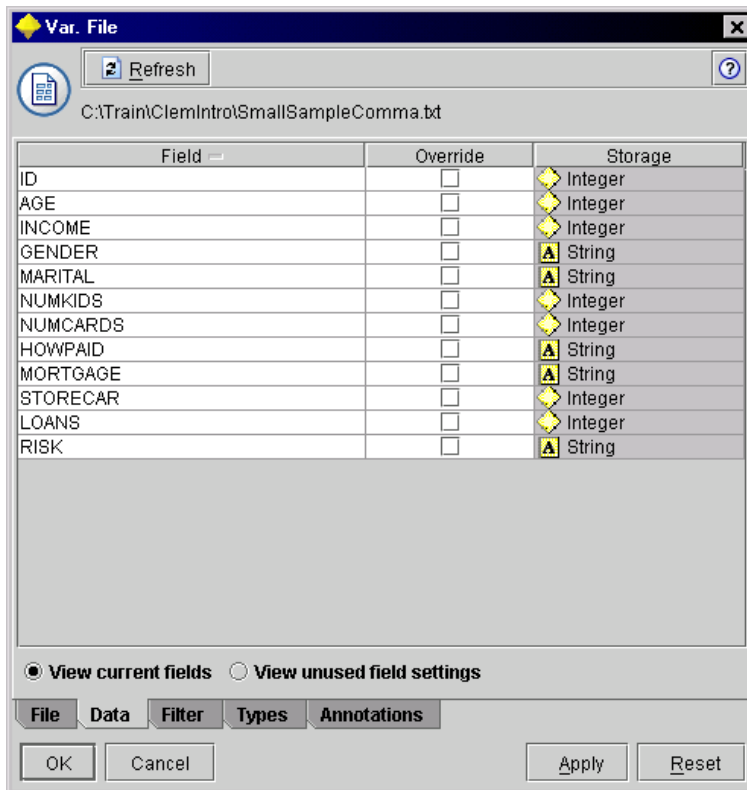 Var. File
Refresh
C:\Train\ClemIntro\SmallSampleComma.txt
Field Override Storage
ID Integer
AGE Integer
INCOME Integer
GENDER A String
MARITAL A String
NUMKIDS Integer
NUMCARDS Integer
HOWPAID A String
MORTGAGE A String
STORECAR Integer
LOANS Integer
RISK A String
View current fields View unused field settings
File Data Filter Types Annotations
OK Cancel Apply Reset